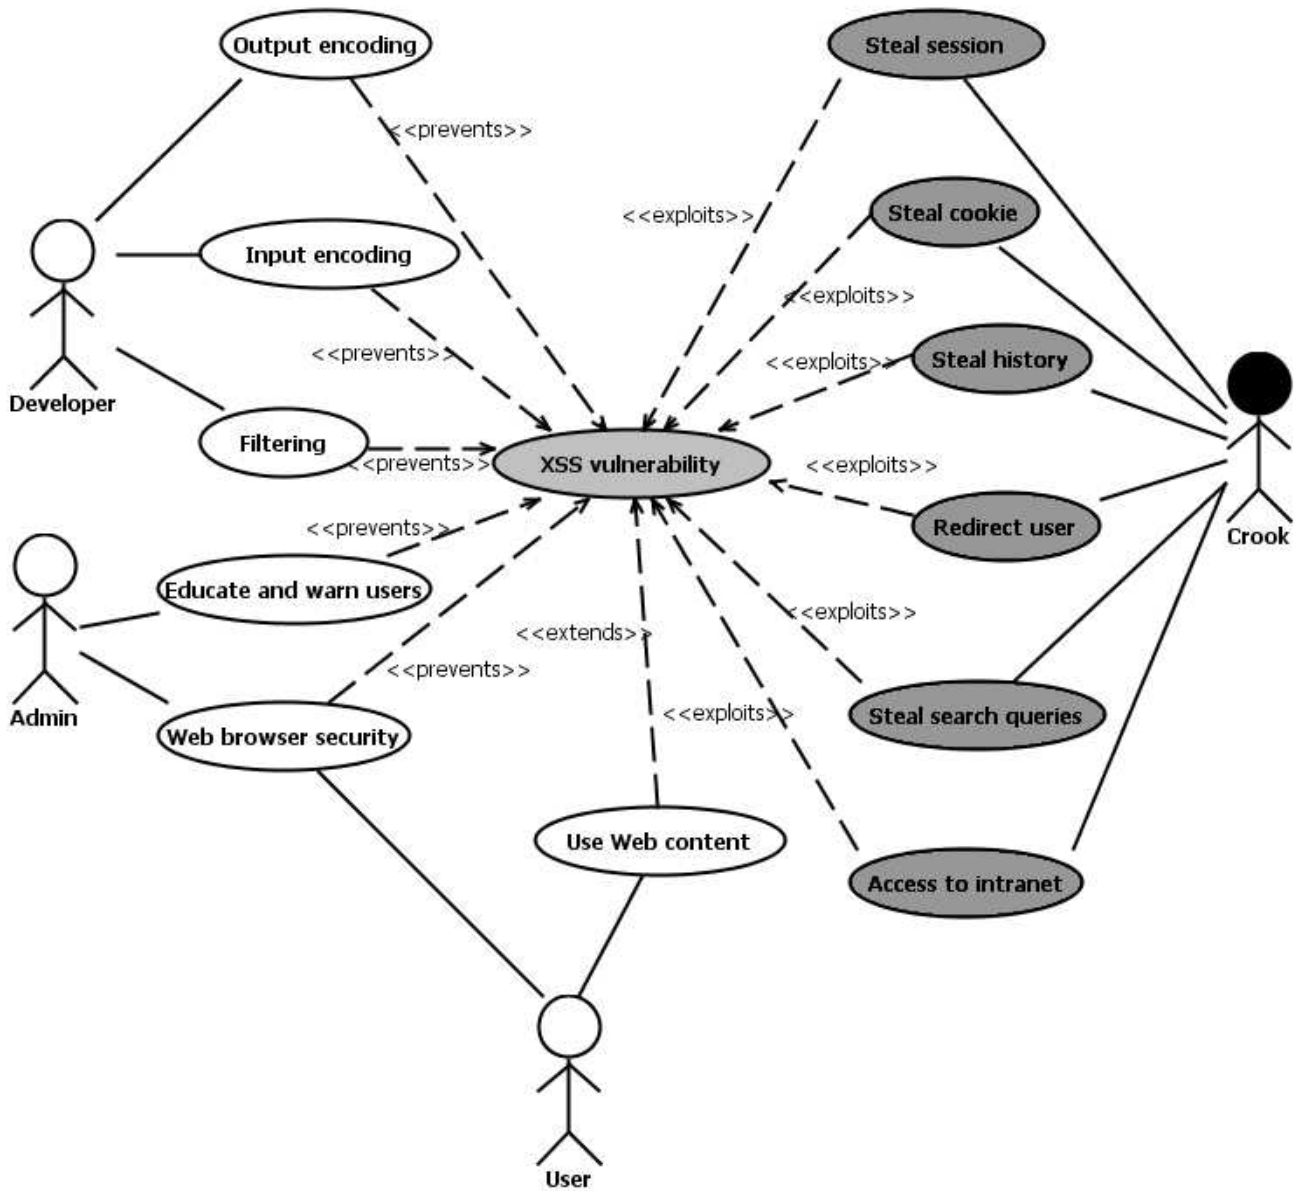 Output encoding
Steal session
<<prevents>>
Steal cookie
<<exploits>>
Input encoding
<<exploits>>
<<prevents>>
<<exploits>>
Steal history
Developer
Filtering
<<prevents>>
XSS vulnerability
<<exploits>>
<<prevents>>
Redirect user
Crook
Educate and warn users
<<exploits>>
<<extends>>
<<prevents>>
Admin
Web browser security
<<exploits>>
Steal search queries
Use Web content
Access to intranet
User